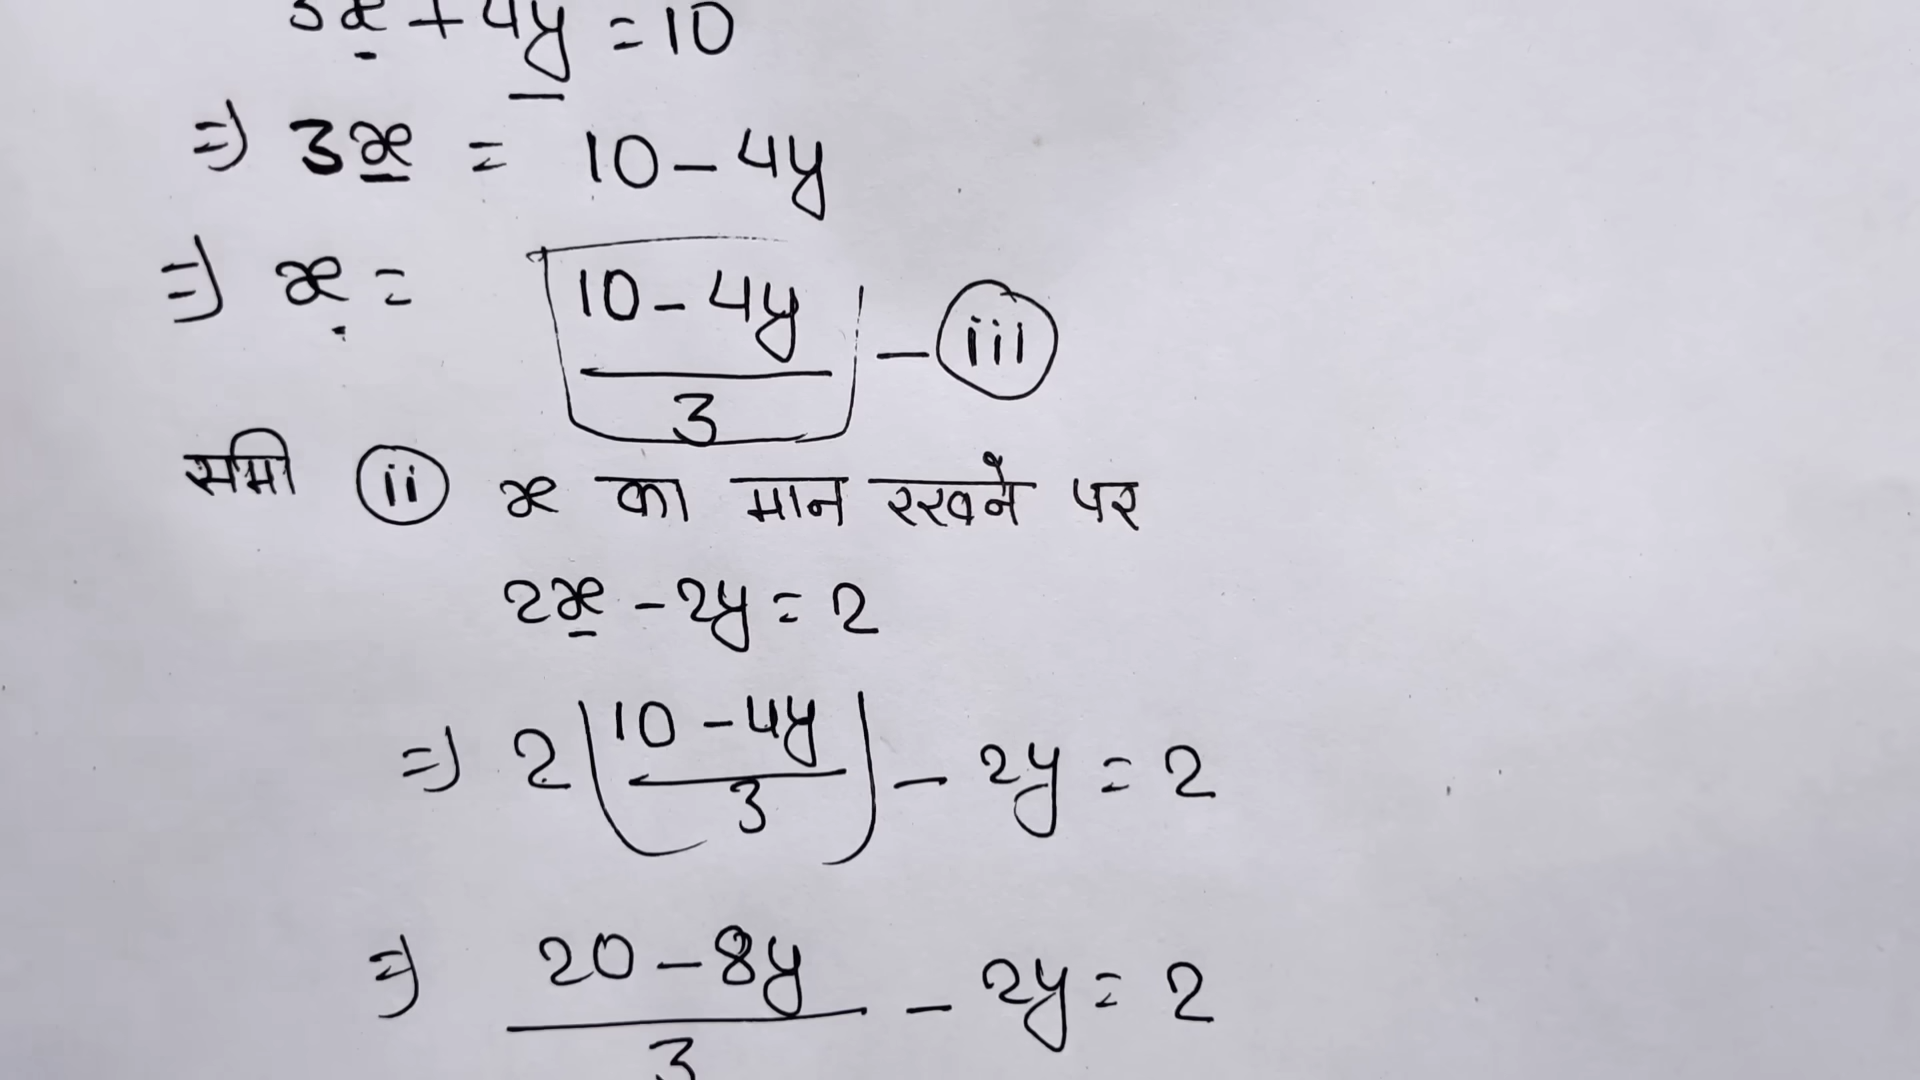 3x + 4y = 10
⇒ 3x = 10 - 4y
⇒ x = (10 - 4y)/3 - (iii)
समी (ii) x का मान रखने पर
2x - 2y = 2
⇒ 2((10 - 4y)/3) - 2y = 2
⇒ (20 - 8y)/3 - 2y = 2